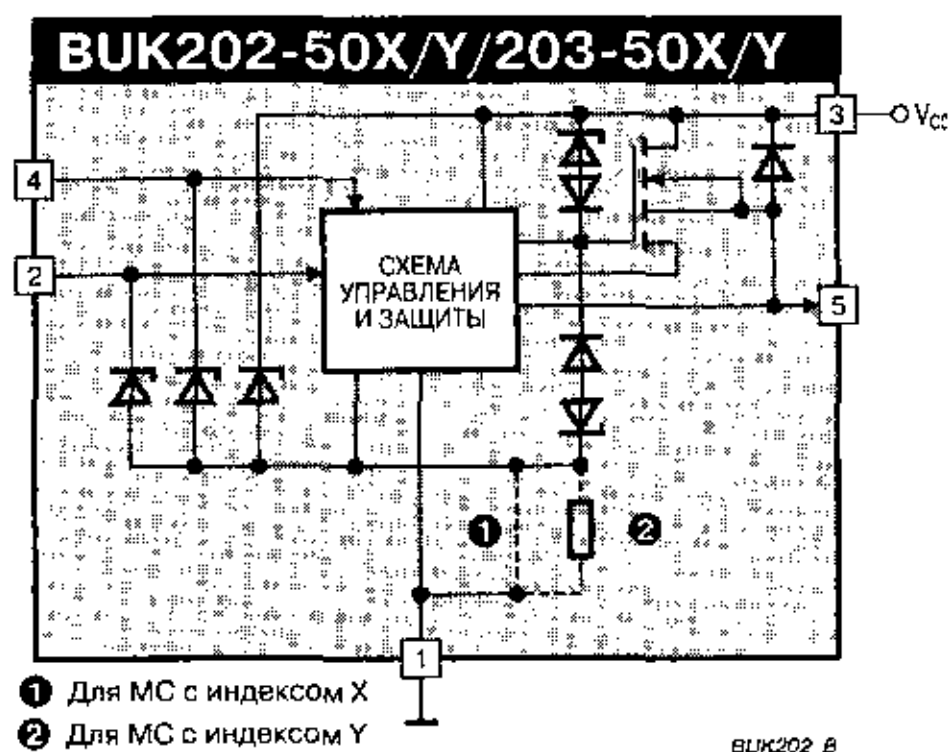 BUK202-50X/Y/203-50X/Y
3 Vcc
4
2
СХЕМА
УПРАВЛЕНИЯ
И ЗАЩИТЫ
5
1 2
1
1 Для МС с индексом X
2 Для МС с индексом Y
BUK202_B